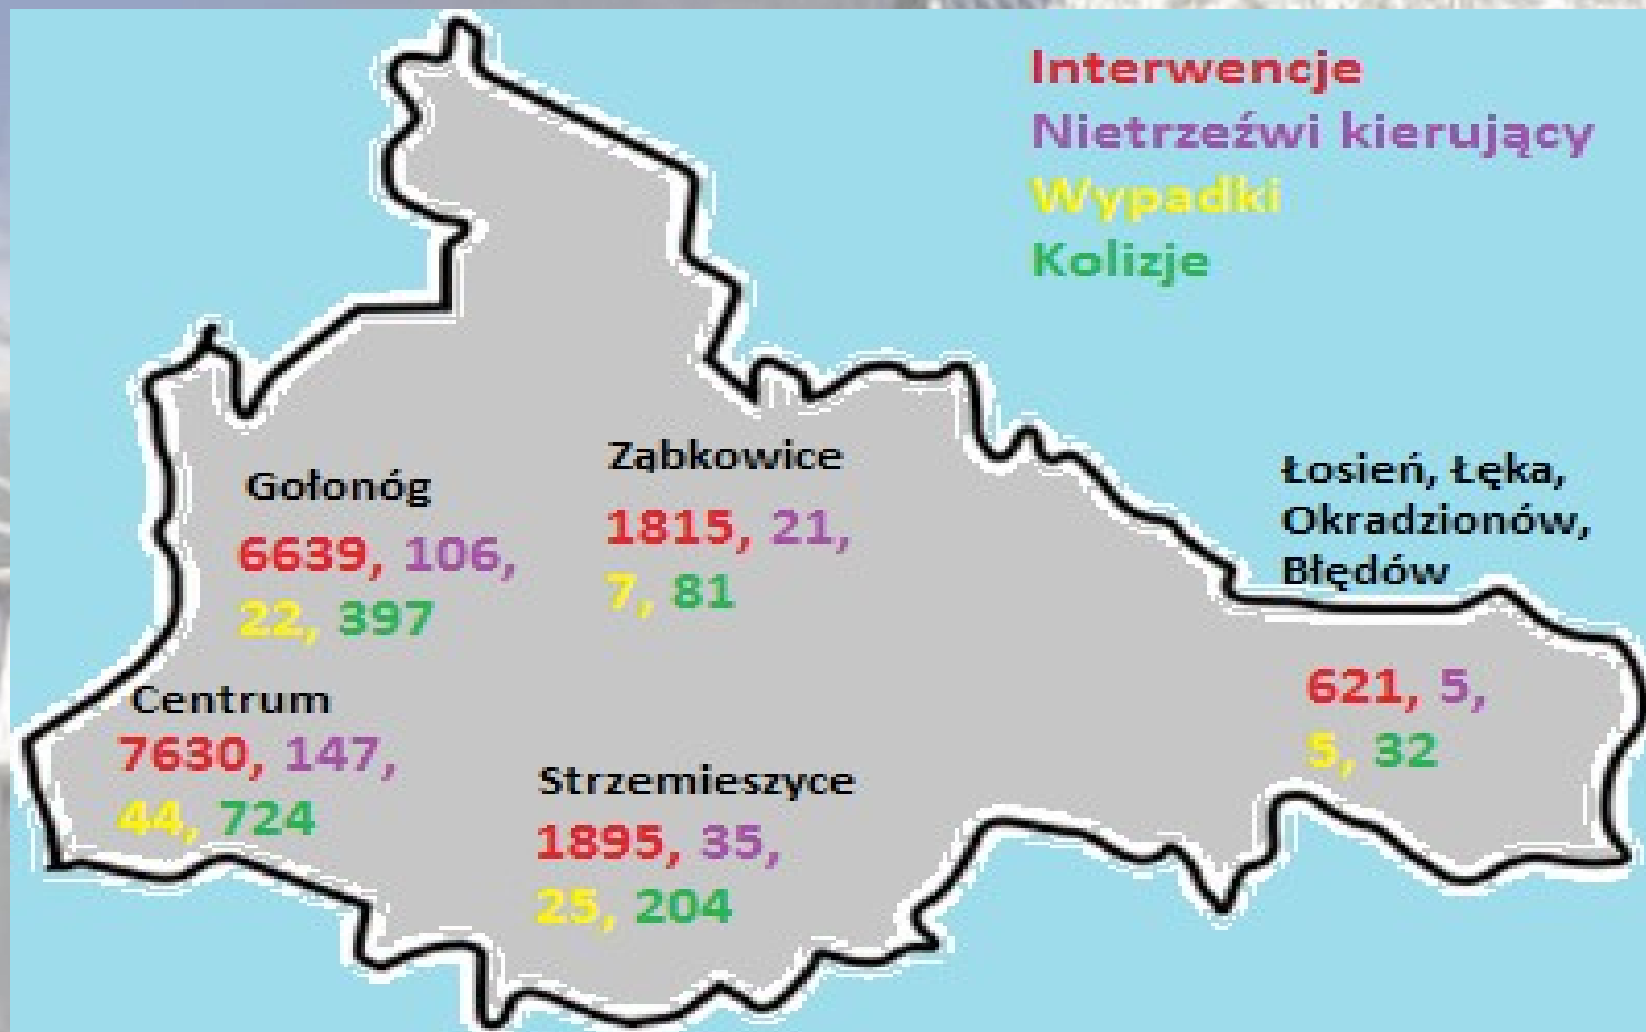 Interwencje
Nietrzeźwi kierujący
Wypadki
Kolizje
Gołonóg
6639, 106,
22, 397
Ząbkowice
1815, 21,
7, 81
Łosień, Łęka,
Okradzionów,
Błędów
621, 5,
5, 32
Centrum
7630, 147,
44, 724
Strzemieszyce
1895, 35,
25, 204